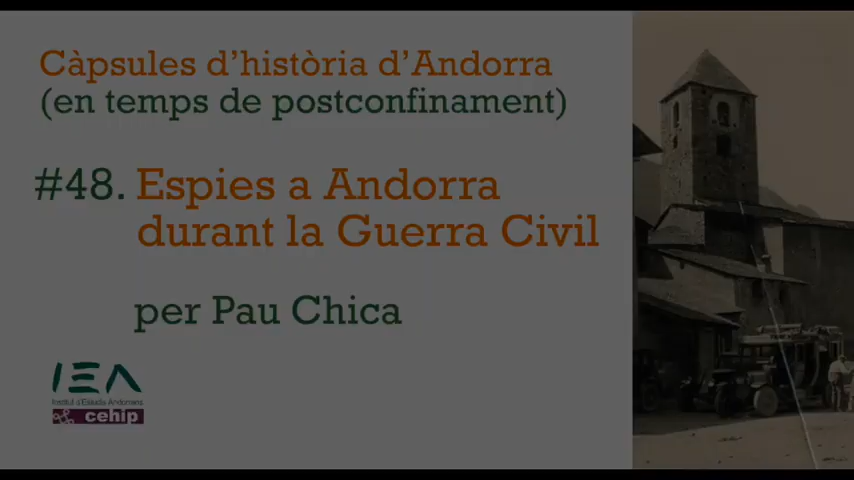 Càpsules d'història d'Andorra
(en temps de postconfinament)
#48. Espies a Andorra
durant la Guerra Civil
per Pau Chica
IEA
Institut d'Estudis Andorrans
cehip